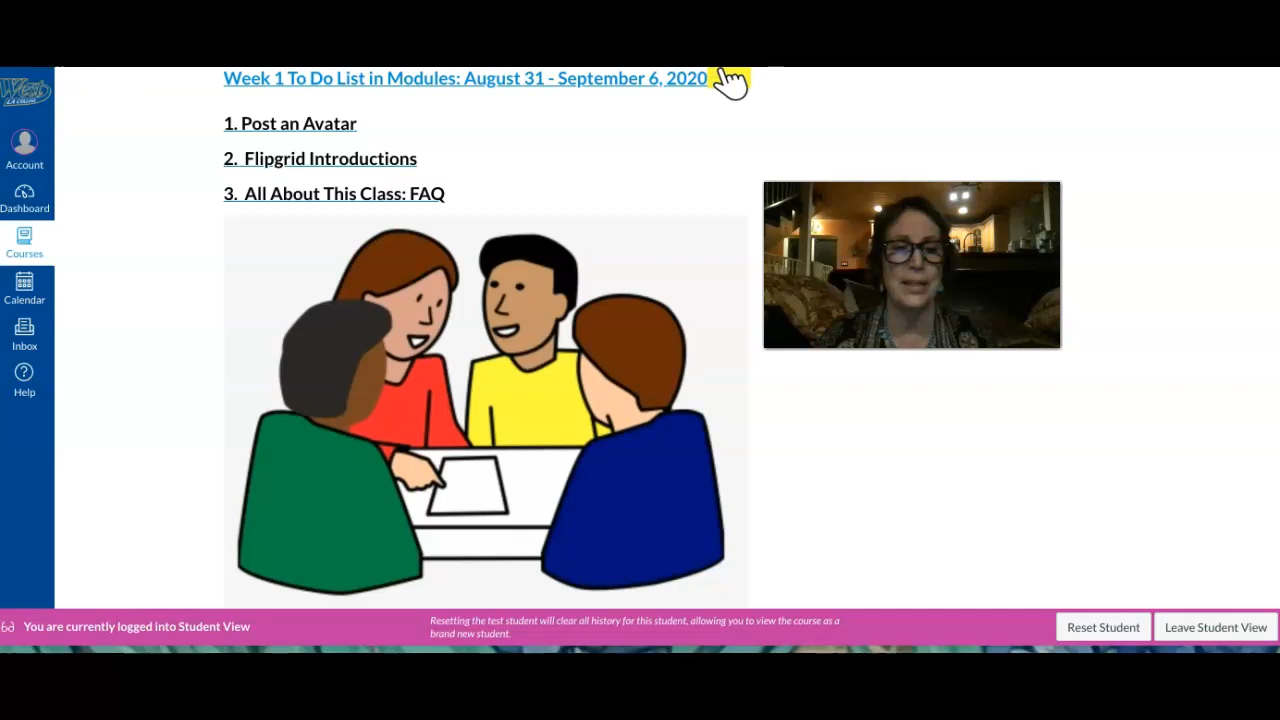 Week 1 To Do List in Modules: August 31 - September 6, 2020
West
L.A. COLLEGE
1. Post an Avatar
Account
2. Flipgrid Introductions
3. All About This Class: FAQ
Dashboard
Courses
Calendar
Inbox
Help
You are currently logged into Student View
Resetting the test student will clear all history for this student, allowing you to view the course as a
brand new student.
Reset Student
Leave Student View